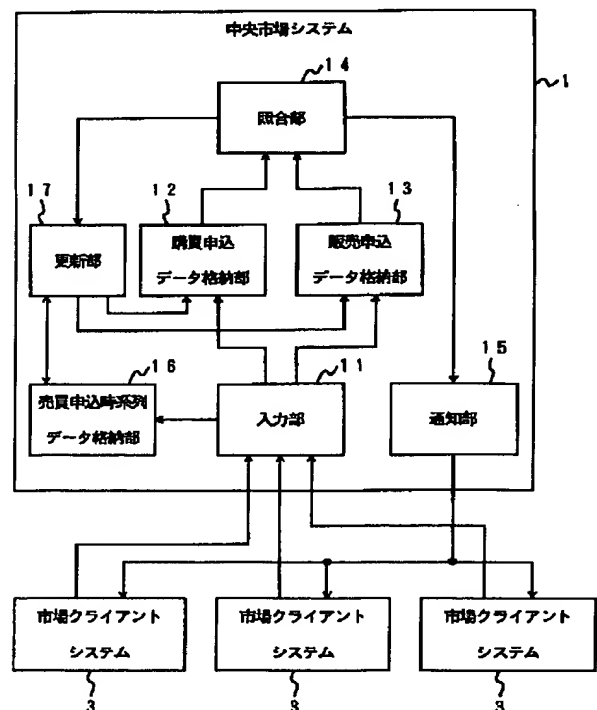 中央市場システム
1
14
照合部
17
12
13
更新部
購買申込
データ格納部
販売申込
データ格納部
16
11
15
売買申込時系列
データ格納部
入力部
通知部
市場クライアント
システム
市場クライアント
システム
市場クライアント
システム
3
3
3